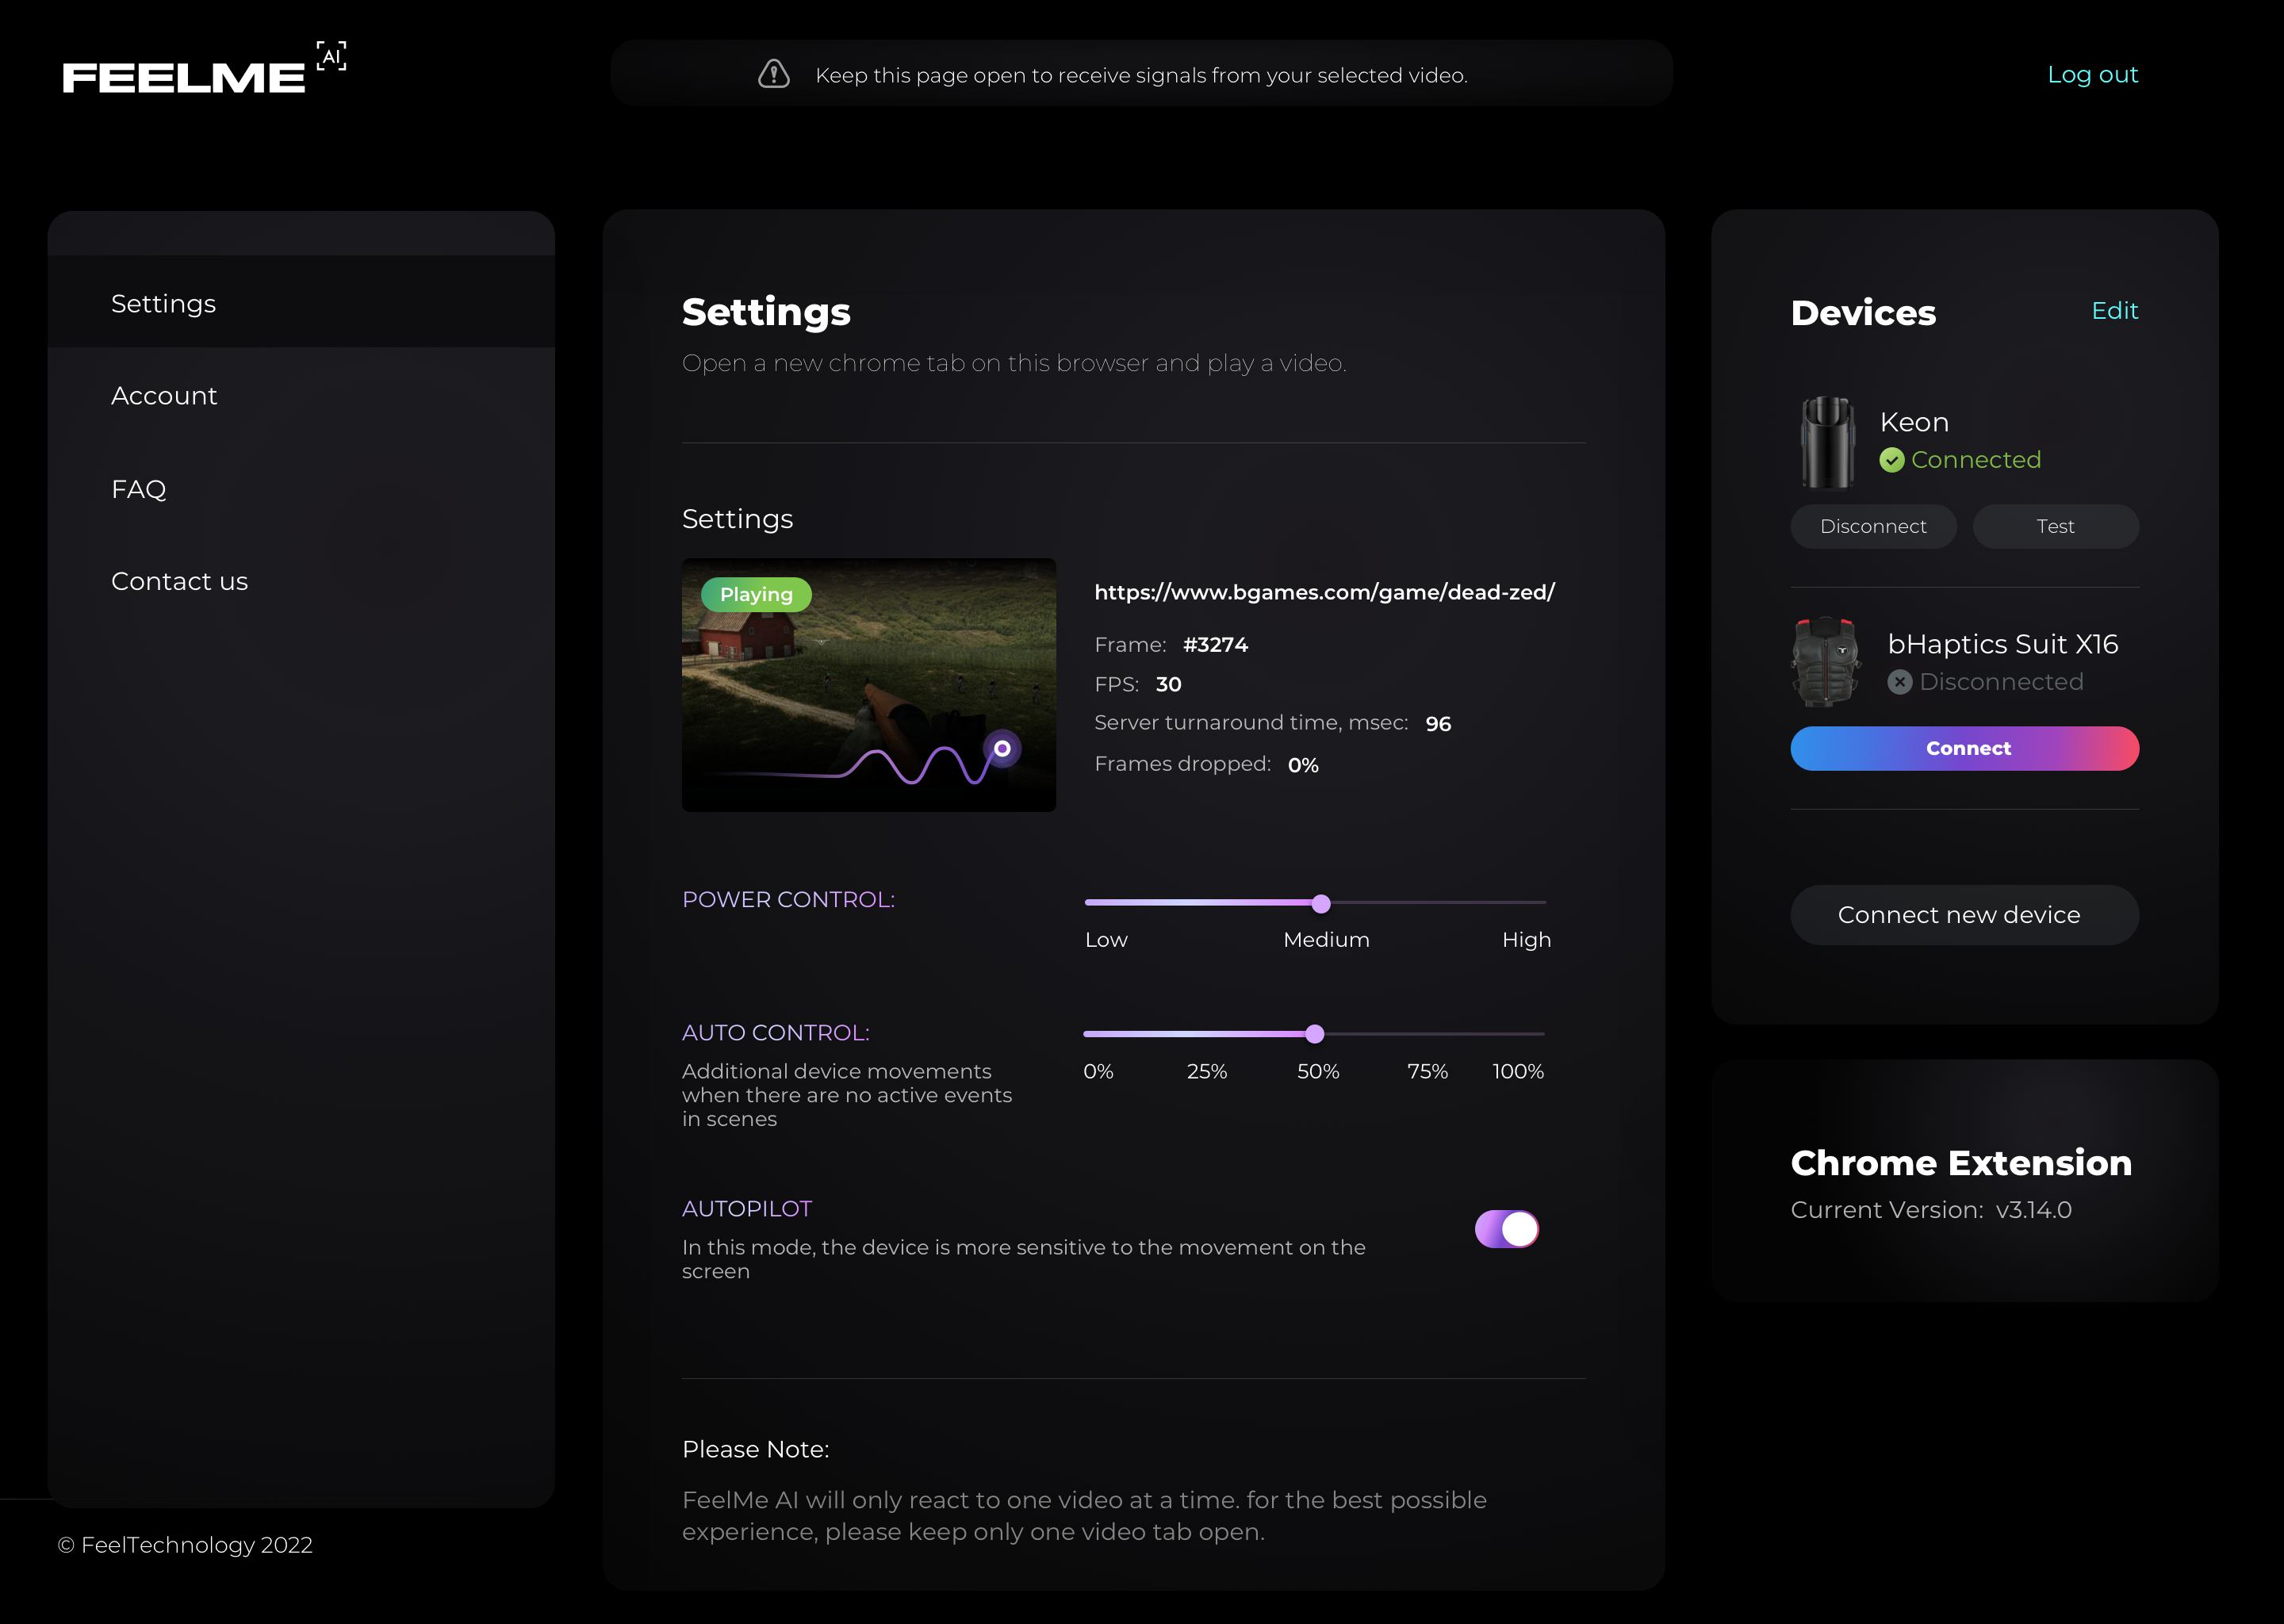 FEELME AI
Keep this page open to receive signals from your selected video.
Log out
Settings
Account
FAQ
Contact us
Settings
Open a new chrome tab on this browser and play a video.
Settings
Playing
https://www.bgames.com/game/dead-zed/
Frame: #3274
FPS: 30
Server turnaround time, msec: 96
Frames dropped: 0%
POWER CONTROL:
Low Medium High
AUTO CONTROL:
Additional device movements
when there are no active events
in scenes
0% 25% 50% 75% 100%
AUTOPILOT
In this mode, the device is more sensitive to the movement on the
screen
Please Note:
FeelMe AI will only react to one video at a time. for the best possible
experience, please keep only one video tab open.
Devices
Edit
Keon
Connected
Disconnect Test
bHaptics Suit X16
Disconnected
Connect
Connect new device
Chrome Extension
Current Version: v3.14.0
© FeelTechnology 2022